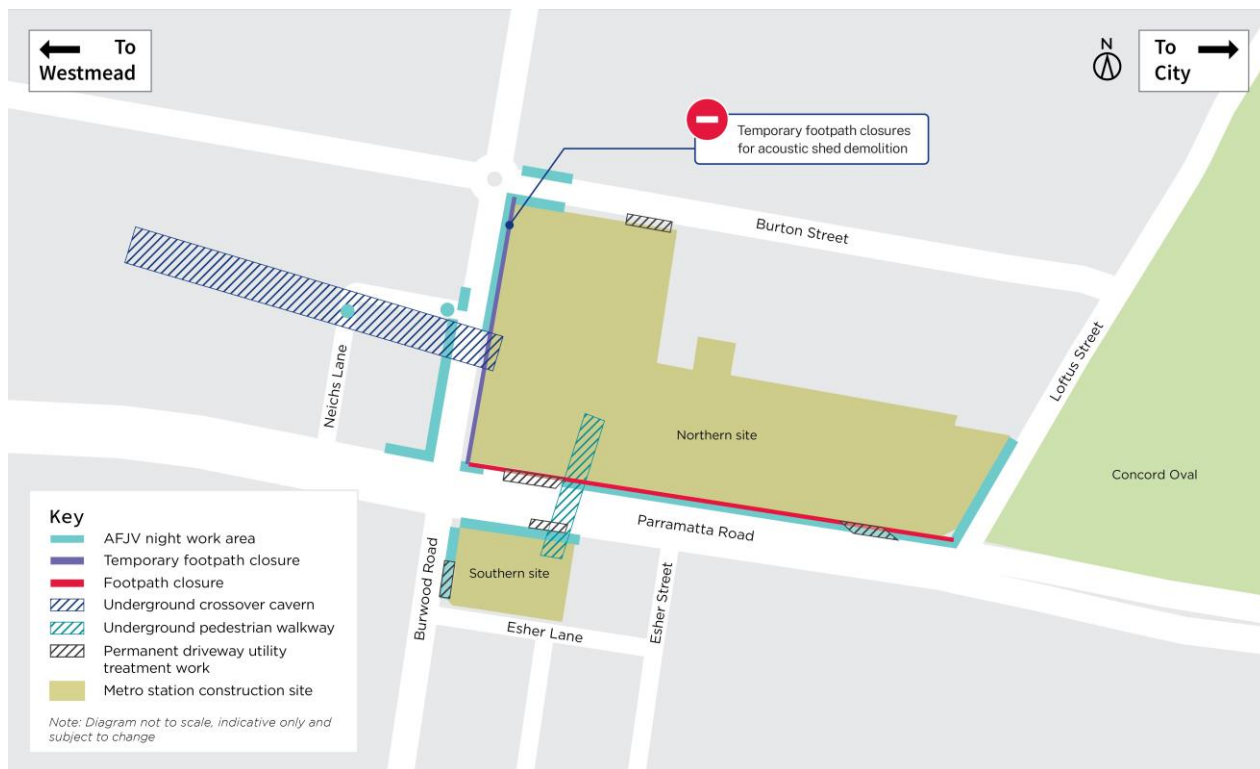 To
Westmead
N
To
City
Temporary footpath closures
for acoustic shed demolition
Burton Street
Loftus Street
Neichs Lane
Northern site
Concord Oval
Parramatta Road
Southern site
Burwood Road
Esher Street
Esher Lane
Key
AFJV night work area
Temporary footpath closure
Footpath closure
Underground crossover cavern
Underground pedestrian walkway
Permanent driveway utility
treatment work
Metro station construction site
Note: Diagram not to scale, indicative only and
subject to change